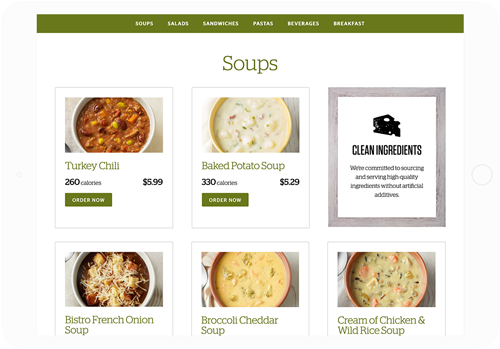 SOUPS SALADS SANDWICHES PASTAS BEVERAGES BREAKFAST
Soups
Turkey Chili
260 calories $5.99
ORDER NOW
Baked Potato Soup
330 calories $5.29
ORDER NOW
CLEAN INGREDIENTS
We're committed to sourcing
and serving high-quality
ingredients without artificial
additives.
Bistro French Onion
Soup
Broccoli Cheddar
Soup
Cream of Chicken &
Wild Rice Soup